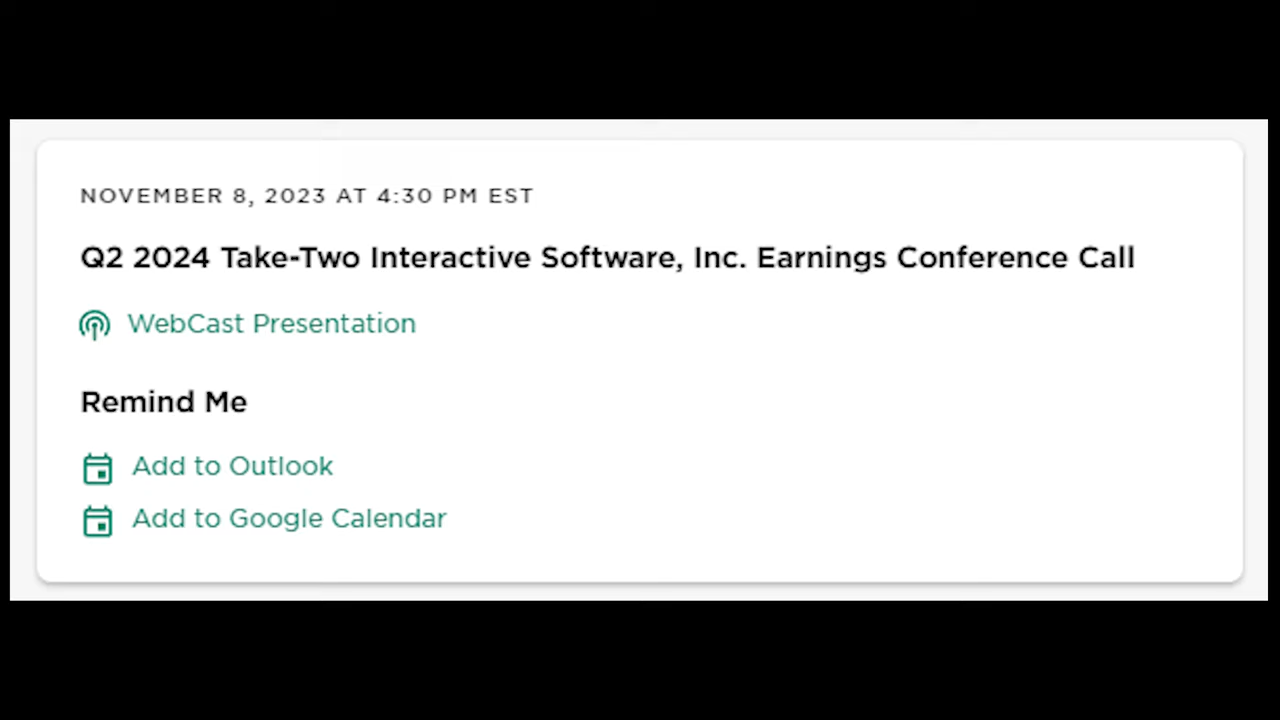 NOVEMBER 8, 2023 AT 4:30 PM EST
Q2 2024 Take-Two Interactive Software, Inc. Earnings Conference Call
WebCast Presentation
Remind Me
Add to Outlook
Add to Google Calendar